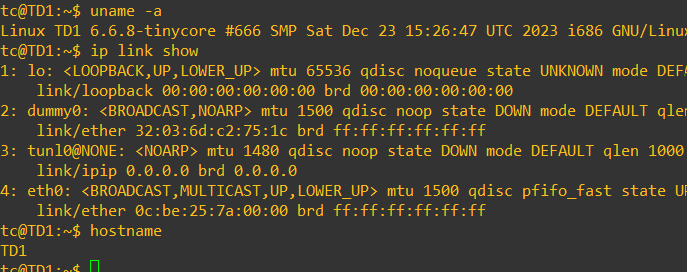 tc@TD1:~$ uname -a
Linux TD1 6.6.8-tinycore #666 SMP Sat Dec 23 15:26:47 UTC 2023 i686 GNU/Linux
tc@TD1:~$ ip link show
1: lo: <LOOPBACK,UP,LOWER_UP> mtu 65536 qdisc noqueue state UNKNOWN mode DEF
link/loopback 00:00:00:00:00:00 brd 00:00:00:00:00:00
2: dummy0: <BROADCAST,NOARP> mtu 1500 qdisc noop state DOWN mode DEFAULT qle
link/ether 32:03:6d:c2:75:1c brd ff:ff:ff:ff:ff:ff
3: tunl0@NONE: <NOARP> mtu 1480 qdisc noop state DOWN mode DEFAULT qlen 1000
link/ipip 0.0.0.0 brd 0.0.0.0
4: eth0: <BROADCAST,MULTICAST,UP,LOWER_UP> mtu 1500 qdisc pfifo_fast state UP
link/ether 0c:be:25:7a:00:00 brd ff:ff:ff:ff:ff:ff
tc@TD1:~$ hostname
TD1
tc@TD1:~$